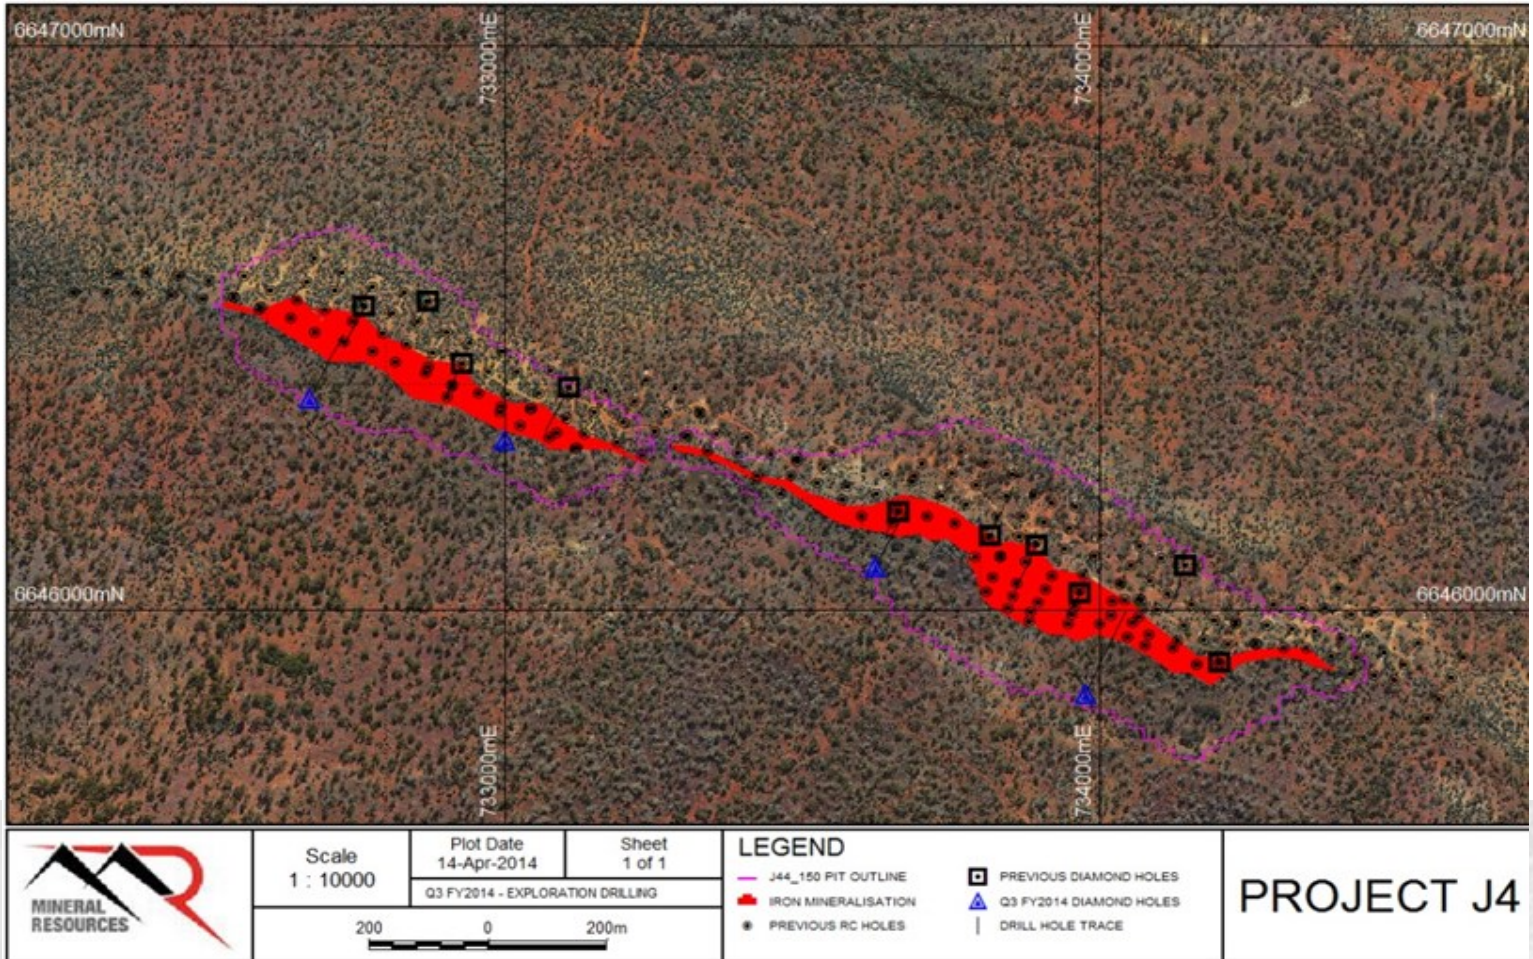 6647000mN
6647000mN
733000mE
734000mE
6646000mN
6646000mN
733000mE
734000mE
MINERAL
RESOURCES
Scale
1 : 10000
Plot Date
14-Apr-2014
Sheet
1 of 1
Q3 FY2014 - EXPLORATION DRILLING
200
0
200m
LEGEND
J44_150 PIT OUTLINE
IRON MINERALISATION
PREVIOUS RC HOLES
PREVIOUS DIAMOND HOLES
Q3 FY2014 DIAMOND HOLES
DRILL HOLE TRACE
PROJECT J4